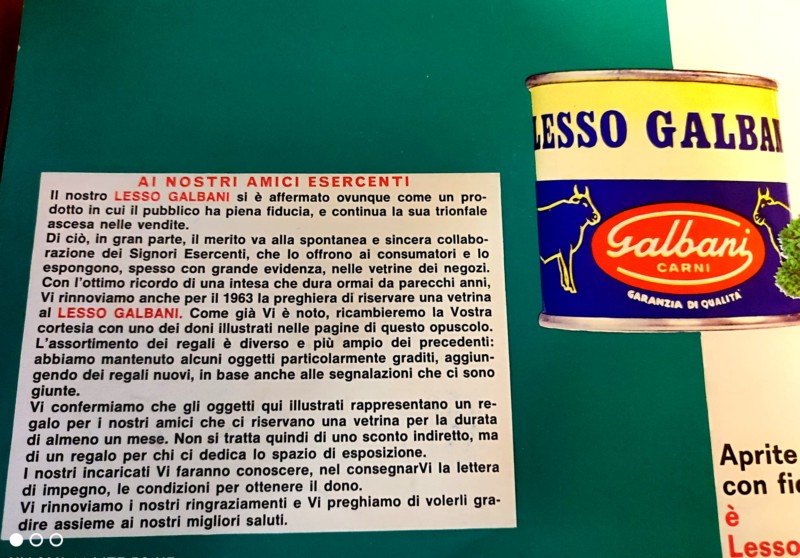 AI NOSTRI AMICI ESERCENTI
Il nostro LESSO GALBANI si è affermato ovunque come un pro-
dotto in cui il pubblico ha piena fiducia, e continua la sua trionfale
ascesa nelle vendite.
Di ciò, in gran parte, il merito va alla spontanea e sincera collabo-
razione dei Signori Esercenti, che lo offrono ai consumatori e lo
espongono, spesso con grande evidenza, nelle vetrine dei negozi.
Con l'ottimo ricordo di una intesa che dura ormai da parecchi anni,
Vi rinnoviamo anche per il 1963 la preghiera di riservare una vetrina
al LESSO GALBANI. Come già Vi è noto, ricambieremo la Vostra
cortesia con uno dei doni illustrati nelle pagine di questo opuscolo.
L'assortimento dei regali è diverso e più ampio dei precedenti:
abbiamo mantenuto alcuni oggetti particolarmente graditi, aggiun-
gendo dei regali nuovi, in base anche alle segnalazioni che ci sono
giunte.
Vi confermiamo che gli oggetti qui illustrati rappresentano un re-
galo per i nostri amici che ci riservano una vetrina per la durata
di almeno un mese. Non si tratta quindi di uno sconto indiretto, ma
di un regalo per chi ci dedica lo spazio di esposizione.
I nostri incaricati Vi faranno conoscere, nel consegnarVi la lettera
di impegno, le condizioni per ottenere il dono.
Vi rinnoviamo i nostri ringraziamenti e Vi preghiamo di volerli gra-
dire assieme ai nostri migliori saluti.
LESSO GALBAN
Galbani
CARNI
GARANZIA DI QUALITÀ
Aprite
con fie
è
Lesso